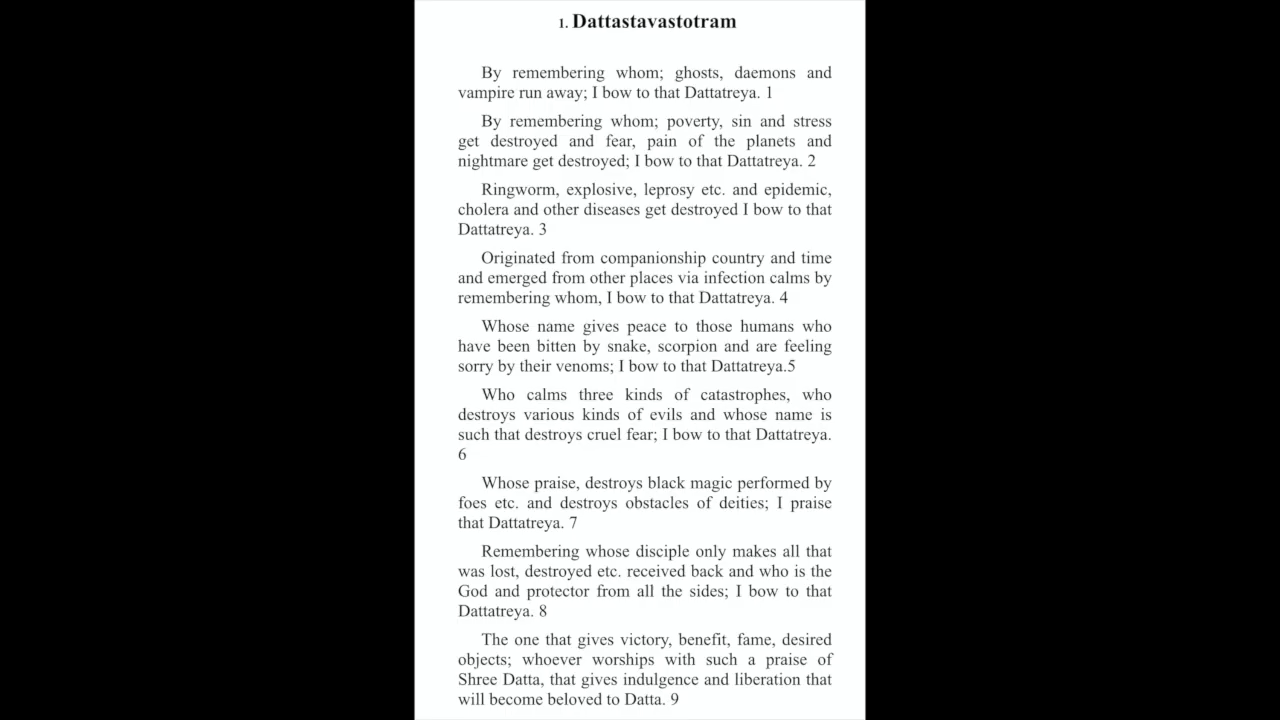 1. Dattastavastotram
By remembering whom; ghosts, daemons and
vampire run away; I bow to that Dattatreya. 1
By remembering whom; poverty, sin and stress
get destroyed and fear, pain of the planets and
nightmare get destroyed; I bow to that Dattatreya. 2
Ringworm, explosive, leprosy etc. and epidemic,
cholera and other diseases get destroyed I bow to that
Dattatreya. 3
Originated from companionship country and time
and emerged from other places via infection calms by
remembering whom, I bow to that Dattatreya. 4
Whose name gives peace to those humans who
have been bitten by snake, scorpion and are feeling
sorry by their venoms; I bow to that Dattatreya.5
Who calms three kinds of catastrophes, who
destroys various kinds of evils and whose name is
such that destroys cruel fear; I bow to that Dattatreya.
6
Whose praise, destroys black magic performed by
foes etc. and destroys obstacles of deities; I praise
that Dattatreya. 7
Remembering whose disciple only makes all that
was lost, destroyed etc. received back and who is the
God and protector from all the sides; I bow to that
Dattatreya. 8
The one that gives victory, benefit, fame, desired
objects; whoever worships with such a praise of
Shree Datta, that gives indulgence and liberation that
will become beloved to Datta. 9